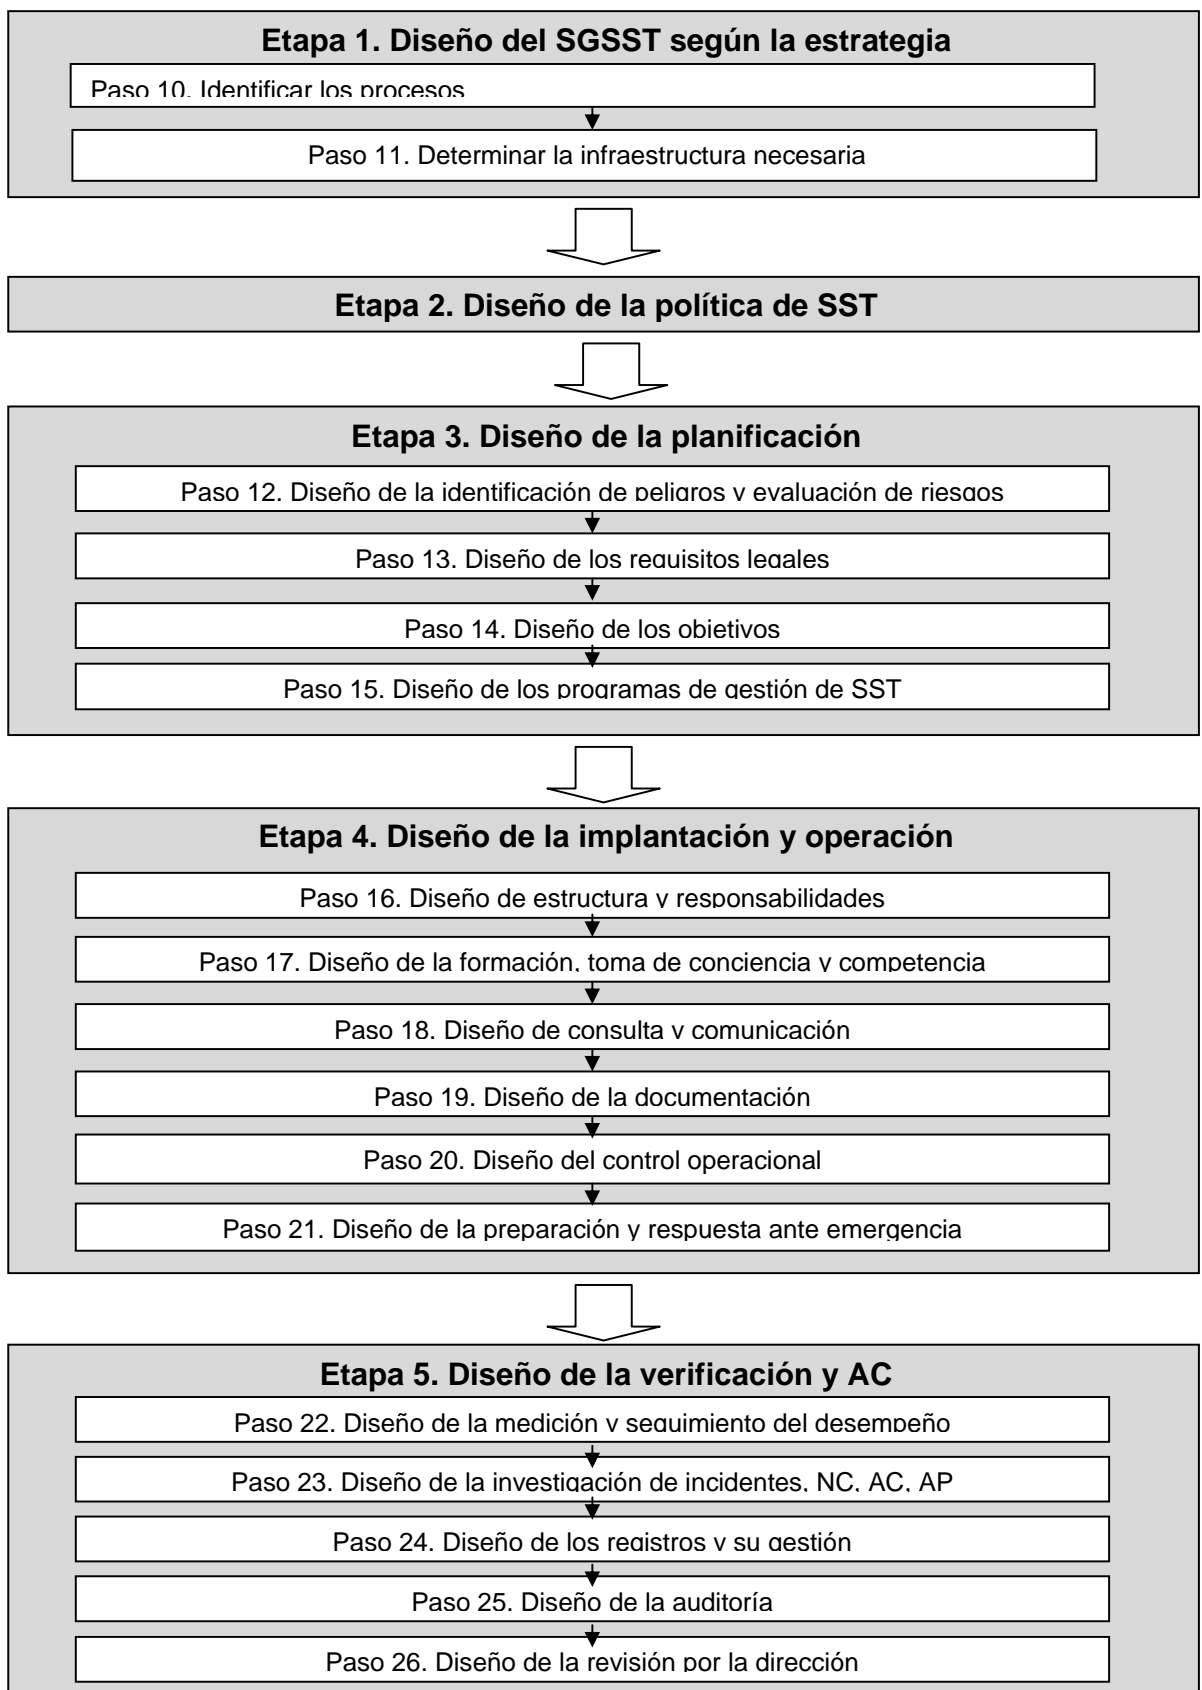 Etapa 1. Diseño del SGSST según la estrategia
Paso 10. Identificar los procesos
Paso 11. Determinar la infraestructura necesaria
Etapa 2. Diseño de la política de SST
Etapa 3. Diseño de la planificación
Paso 12. Diseño de la identificación de peligros y evaluación de riesgos
Paso 13. Diseño de los requisitos legales
Paso 14. Diseño de los objetivos
Paso 15. Diseño de los programas de gestión de SST
Etapa 4. Diseño de la implantación y operación
Paso 16. Diseño de estructura y responsabilidades
Paso 17. Diseño de la formación, toma de conciencia y competencia
Paso 18. Diseño de consulta y comunicación
Paso 19. Diseño de la documentación
Paso 20. Diseño del control operacional
Paso 21. Diseño de la preparación y respuesta ante emergencia
Etapa 5. Diseño de la verificación y AC
Paso 22. Diseño de la medición y seguimiento del desempeño
Paso 23. Diseño de la investigación de incidentes, NC, AC, AP
Paso 24. Diseño de los registros y su gestión
Paso 25. Diseño de la auditoría
Paso 26. Diseño de la revisión por la dirección